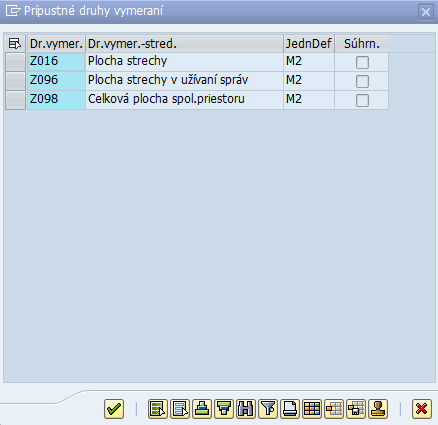 Prípustné druhy vymeraní
Dr.vymer. Dr.vymer.-stred. JednDef Súhrn.
Z016 Plocha strechy M2
Z096 Plocha strechy v užívaní správ M2
Z098 Celková plocha spol.priestoru M2